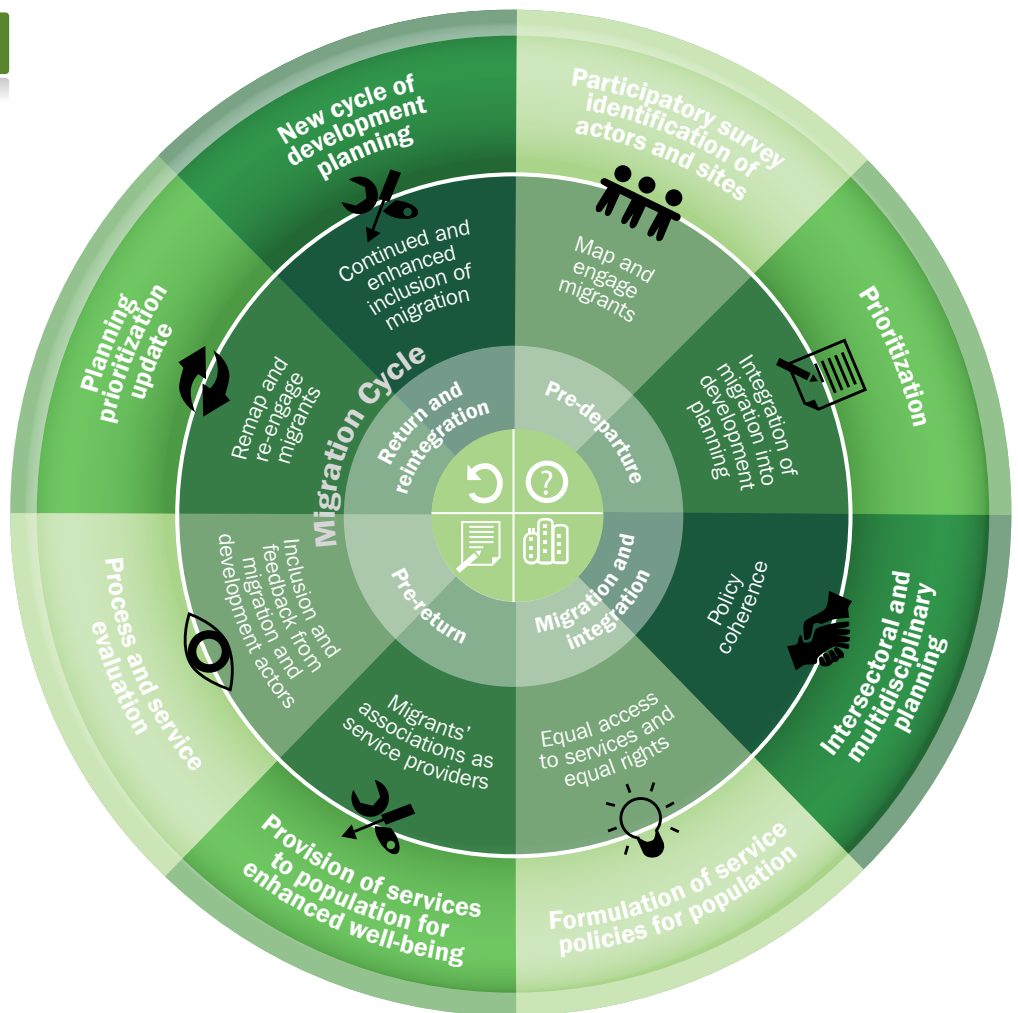 New cycle of
development
planning
Participatory survey
identification of
actors and sites
Prioritization
Intersectoral and
multidisciplinary
planning
Formulation of service
policies for population
Provision of services
to population for
enhanced well-being
Process and service
evaluation
Planning
prioritization
update
Continued and
enhanced
inclusion of
migration
Map and
engage
migrants
Integration of
migration into
development
planning
Policy
coherence
Equal access
to services and
equal rights
Migrants’
associations as
service providers
Inclusion and
feedback from
migration and
development actors
Remap and
re-engage
migrants
Migration Cycle
Return and
reintegration
Pre-departure
Migration and
integration
Pre-return
?